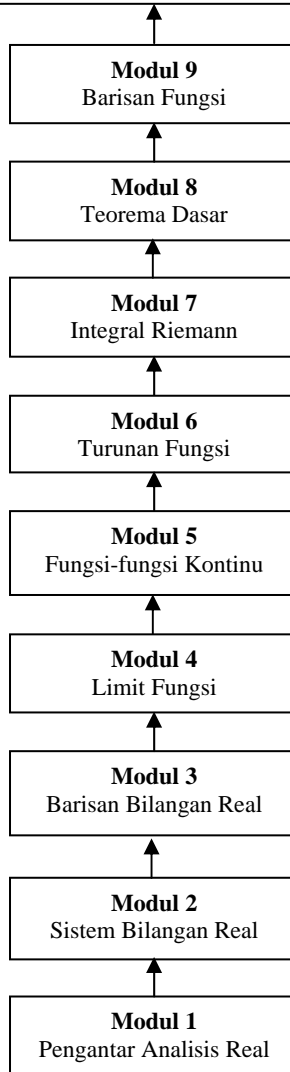 Modul 9
Barisan Fungsi
Modul 8
Teorema Dasar
Modul 7
Integral Riemann
Modul 6
Turunan Fungsi
Modul 5
Fungsi-fungsi Kontinu
Modul 4
Limit Fungsi
Modul 3
Barisan Bilangan Real
Modul 2
Sistem Bilangan Real
Modul 1
Pengantar Analisis Real